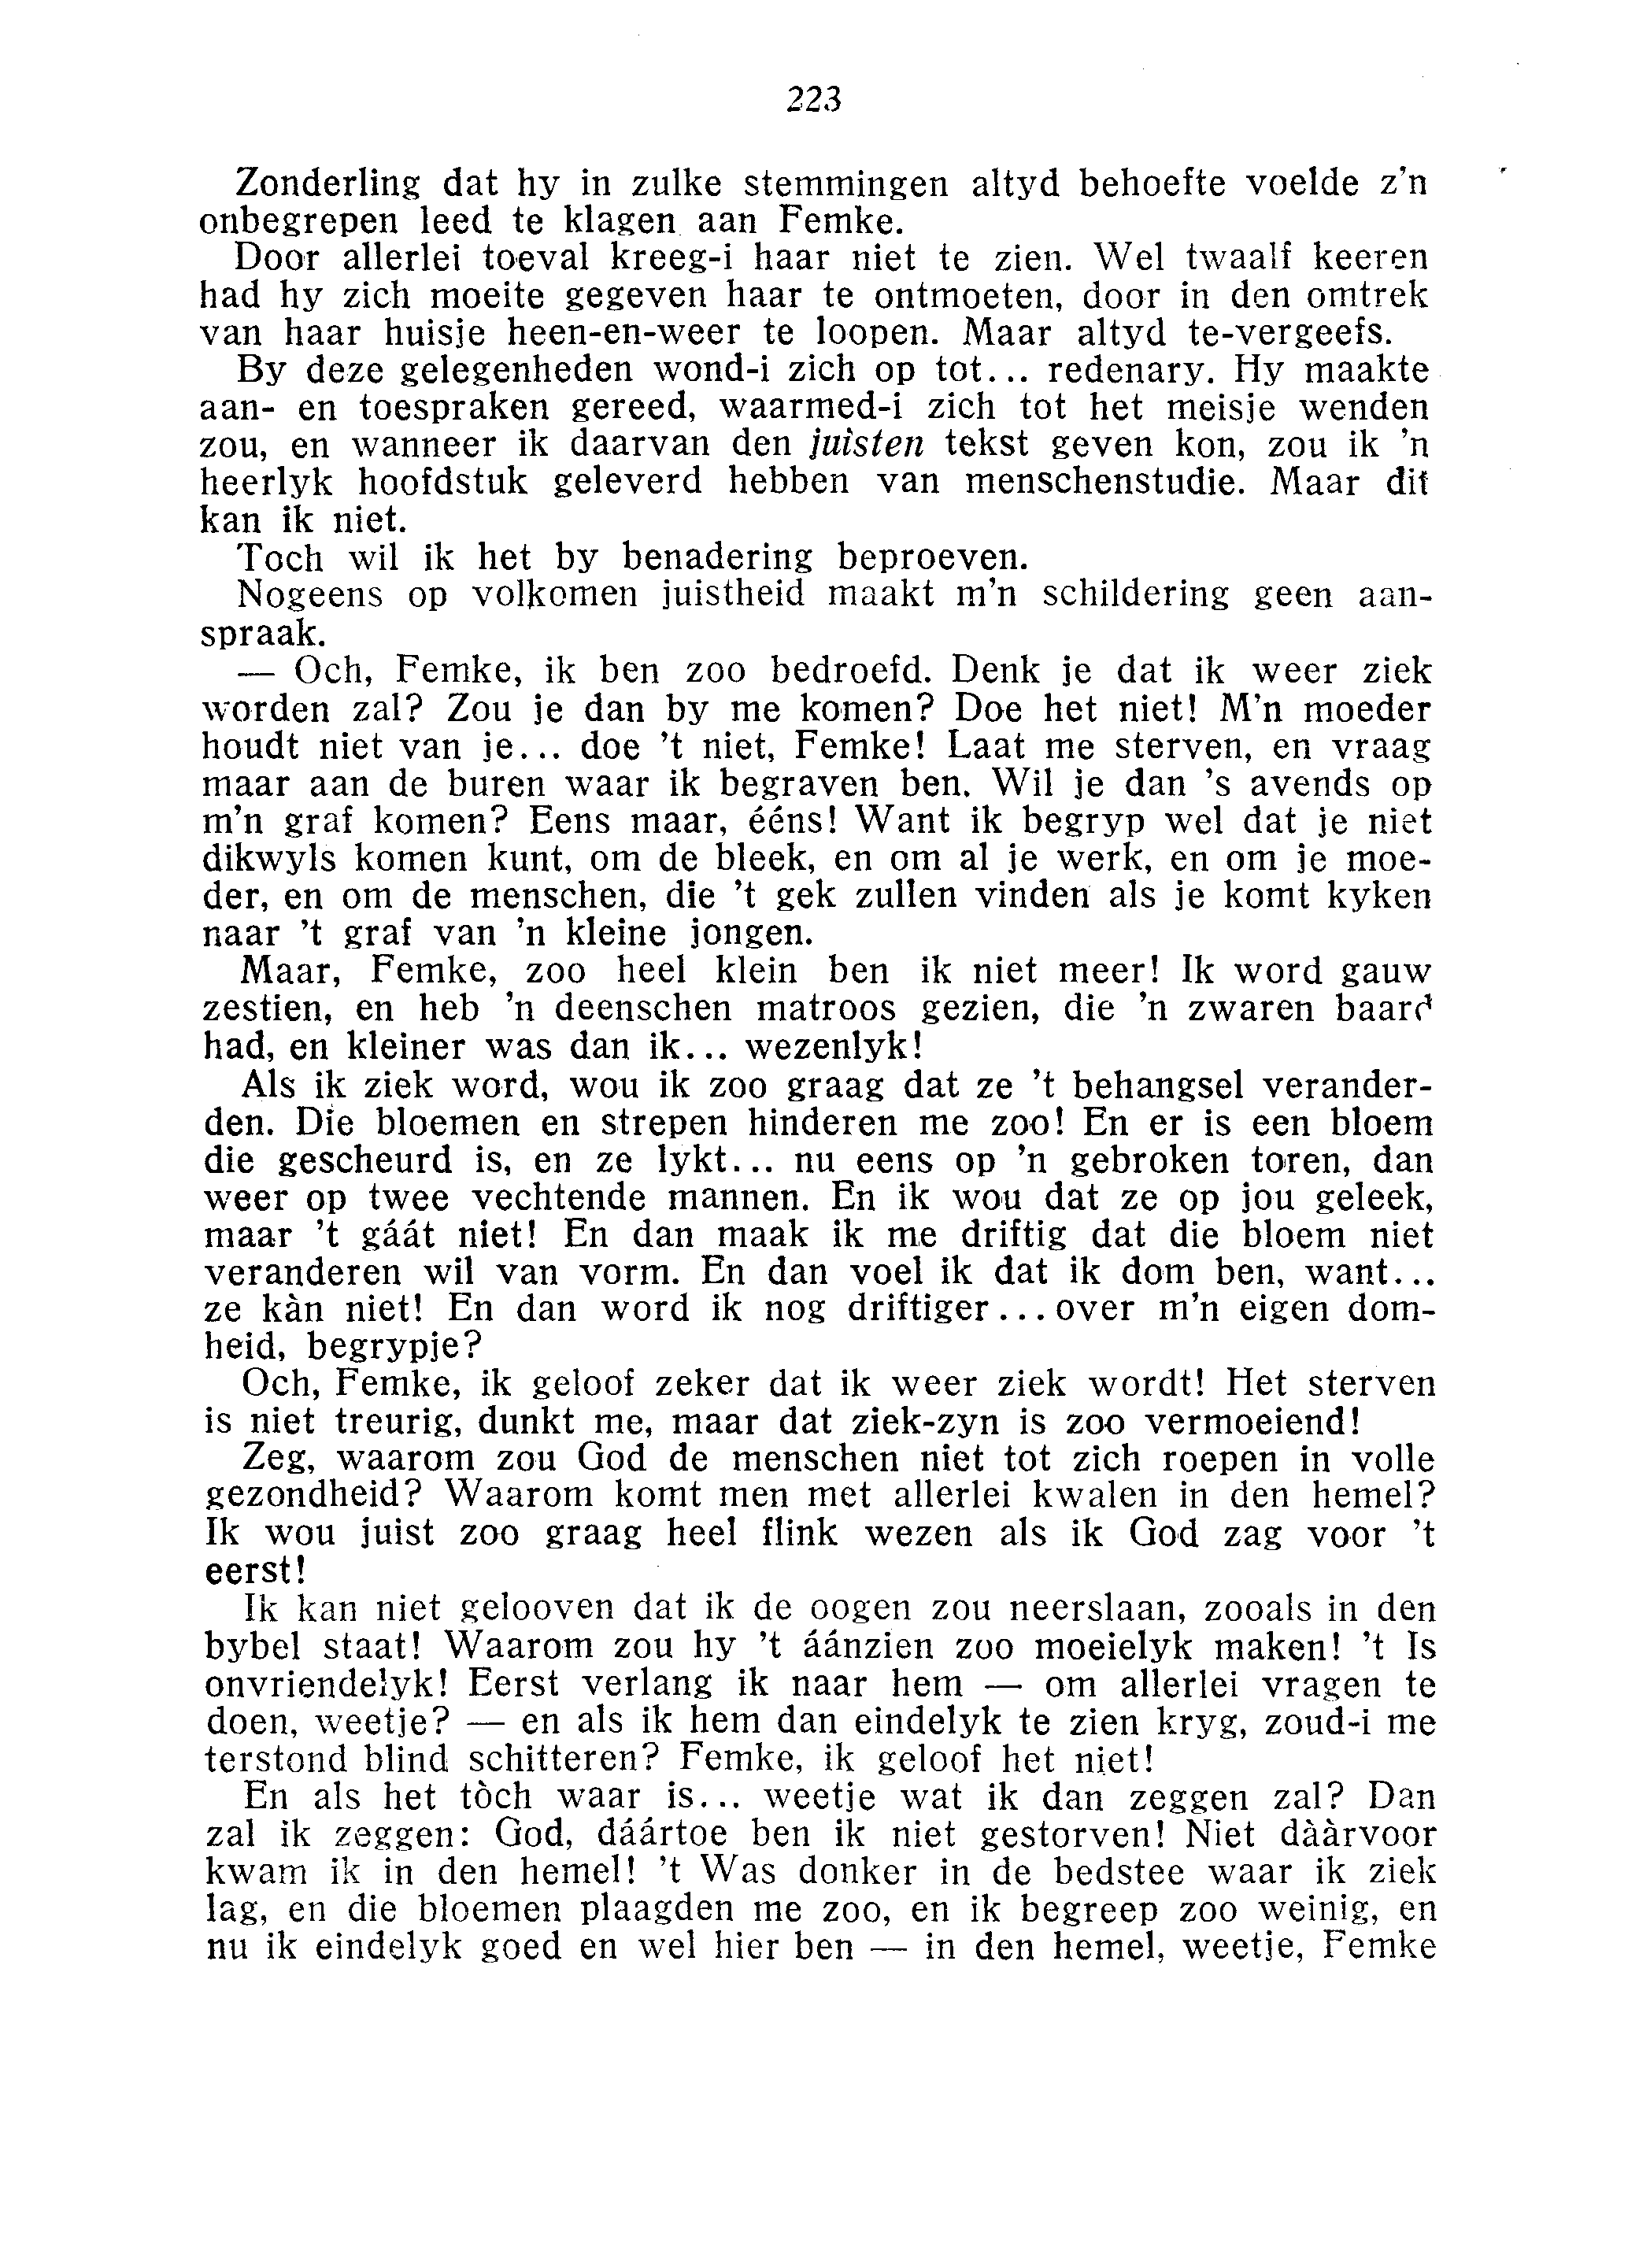 223
Zonderling dat hy in zulke stemmingen altyd behoefte voelde z'n
onbegrepen leed te klagen aan Femke.
Door allerlei toeval kreeg-i haar niet te zien. Wel twaalf keeren
had hy zich moeite gegeven haar te ontmoeten, door in den omtrek
van haar huisje heen-en-weer te loopen. Maar altyd te-vergeefs.
By deze gelegenheden wond-i zich op tot... redenary. Hy maakte
aan- en toespraken gereed, waarmed-i zich tot het meisje wenden
zou, en wanneer ik daarvan den juisten tekst geven kon, zou ik 'n
heerlyk hoofdstuk geleverd hebben van menschenstudie. Maar dit
kan ik niet.
Toch wil ik het by benadering beproeven.
Nogeens op volkomen juistheid maakt m'n schildering geen aan-
spraak.
— Och, Femke, ik ben zoo bedroefd. Denk je dat ik weer ziek
worden zal? Zou je dan by me komen? Doe het niet! M'n moeder
houdt niet van je... doe 't niet, Femke! Laat me sterven, en vraag
maar aan de buren waar ik begraven ben. Wil je dan 's avends op
m'n graf komen? Eens maar, ééns! Want ik begryp wel dat je niet
dikwyls komen kunt, om de bleek, en om al je werk, en om je moe-
der, en om de menschen, die 't gek zullen vinden als je komt kyken
naar 't graf van 'n kleine jongen.
Maar, Femke, zoo heel klein ben ik niet meer! Ik word gauw
zestien, en heb 'n deenschen matroos gezien, die 'n zwaren baard
had, en kleiner was dan ik... wezenlyk!
Als ik ziek word, wou ik zoo graag dat ze 't behangsel verander-
den. Die bloemen en strepen hinderen me zoo! En er is een bloem
die gescheurd is, en ze lykt... nu eens op 'n gebroken toren, dan
weer op twee vechtende mannen. En ik wou dat ze op jou geleek,
maar 't gáát niet! En dan maak ik me driftig dat die bloem niet
veranderen wil van vorm. En dan voel ik dat ik dom ben, want...
ze kàn niet! En dan word ik nog driftiger... over m'n eigen dom-
heid, begrypje?
Och, Femke, ik geloof zeker dat ik weer ziek wordt! Het sterven
is niet treurig, dunkt me, maar dat ziek-zyn is zoo vermoeiend!
Zeg, waarom zou God de menschen niet tot zich roepen in volle
gezondheid? Waarom komt men met allerlei kwalen in den hemel?
Ik wou juist zoo graag heel flink wezen als ik God zag voor 't
eerst!
Ik kan niet gelooven dat ik de oogen zou neerslaan, zooals in den
bybel staat! Waarom zou hy 't áánzien zoo moeielyk maken! 't Is
onvriendelyk! Eerst verlang ik naar hem — om allerlei vragen te
doen, weetje? — en als ik hem dan eindelyk te zien kryg, zoud-i me
terstond blind schitteren? Femke, ik geloof het niet!
En als het tòch waar is... weetje wat ik dan zeggen zal? Dan
zal ik zeggen: God, dáártoe ben ik niet gestorven! Niet dààrvoor
kwam ik in den hemel! 't Was donker in de bedstee waar ik ziek
lag, en die bloemen plaagden me zoo, en ik begreep zoo weinig, en
nu ik eindelyk goed en wel hier ben — in den hemel, weetje, Femke